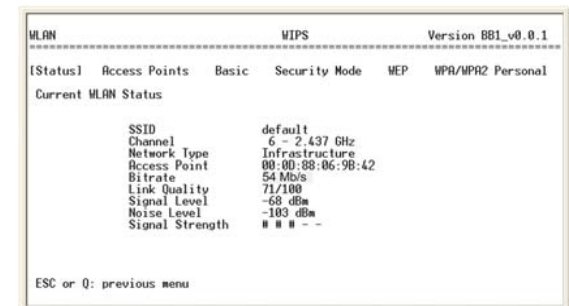 WLAN WIPS Version BB1_v0.0.1
[Status] Access Points Basic Security Mode WEP WPA/WPA2 Personal
Current WLAN Status
SSID default
Channel 6 - 2.437 GHz
Network Type Infrastructure
Access Point 00:0D:88:06:9B:42
Bitrate 54 Mb/s
Link Quality 71/100
Signal Level -68 dBm
Noise Level -103 dBm
Signal Strength # # # - -
ESC or Q: previous menu